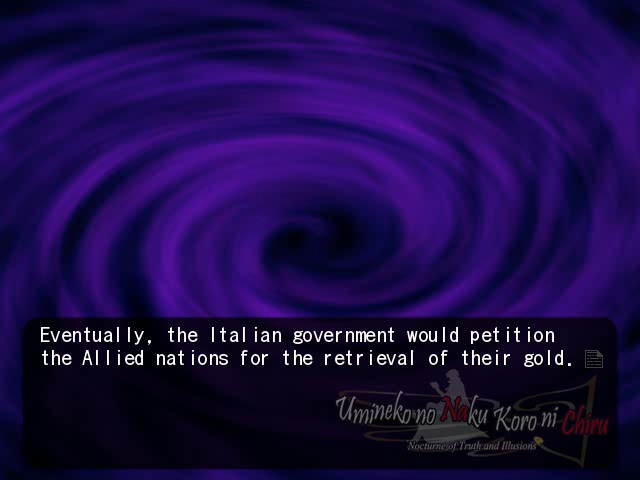 Eventually, the Italian government would petition
the Allied nations for the retrieval of their gold.
Umineko no Naku Koro ni Chiru
Nocturne of Truth and Illusions